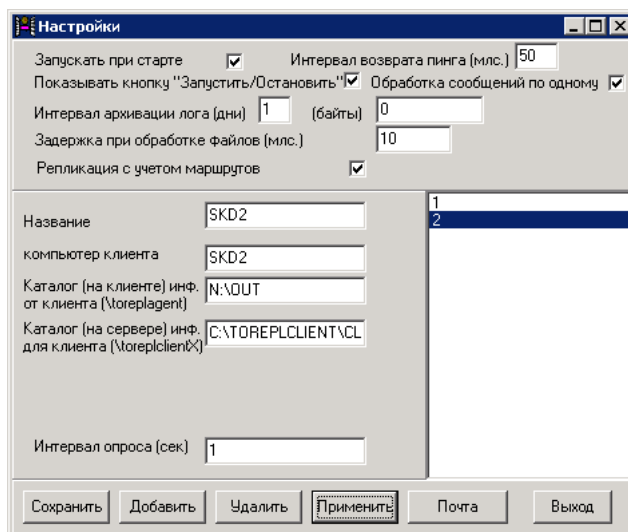 Настройки
Запускать при старте Интервал возврата пинга (млс.) 50
Показывать кнопку "Запустить/Остановить" Обработка сообщений по одному
Интервал архивации лога (дни) 1 (байты) 0
Задержка при обработке файлов (млс.) 10
Репликация с учетом маршрутов
1
2
Название SKD2
компьютер клиента SKD2
Каталог (на клиенте) инф.
от клиента (\toreplagent) N:\OUT
Каталог (на сервере) инф.
для клиента (\toreplclientX) C:\TOREPLCLIENT\CL
Интервал опроса (сек) 1
Сохранить Добавить Удалить Применить Почта Выход